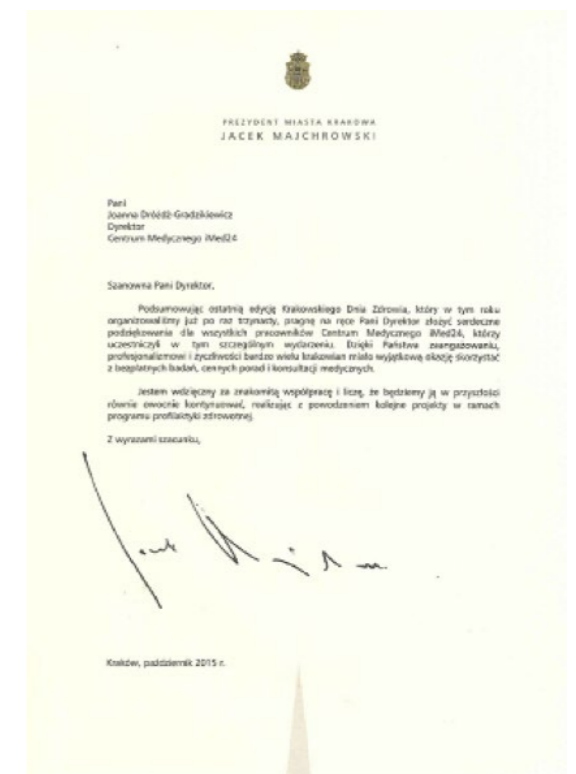 PREZYDENT MIASTA KRAKOWA
JACEK MAJCHROWSKI
Pani
Joanna Dróżdż-Gradzikiewicz
Dyrektor
Centrum Medycznego iMed24
Szanowna Pani Dyrektor,
Podsumowując ostatnią edycję Krakowskiego Dnia Zdrowia, który w tym roku
organizowaliśmy już po raz trzynasty, pragnę na ręce Pani Dyrektor złożyć serdeczne
podziękowania dla wszystkich pracowników Centrum Medycznego iMed24, którzy
uczestniczyli w tym szczególnym wydarzeniu. Dzięki Państwa zaangażowaniu,
profesjonalizmowi i życzliwości bardzo wielu krakowian miało wyjątkową okazję skorzystać
z bezpłatnych badań, cennych porad i konsultacji medycznych.
Jestem wdzięczny za znakomitą współpracę i liczę, że będziemy ją w przyszłości
równie owocnie kontynuować, realizując z powodzeniem kolejne projekty w ramach
programu profilaktyki zdrowotnej.
Z wyrazami szacunku,
Kraków, październik 2015 r.